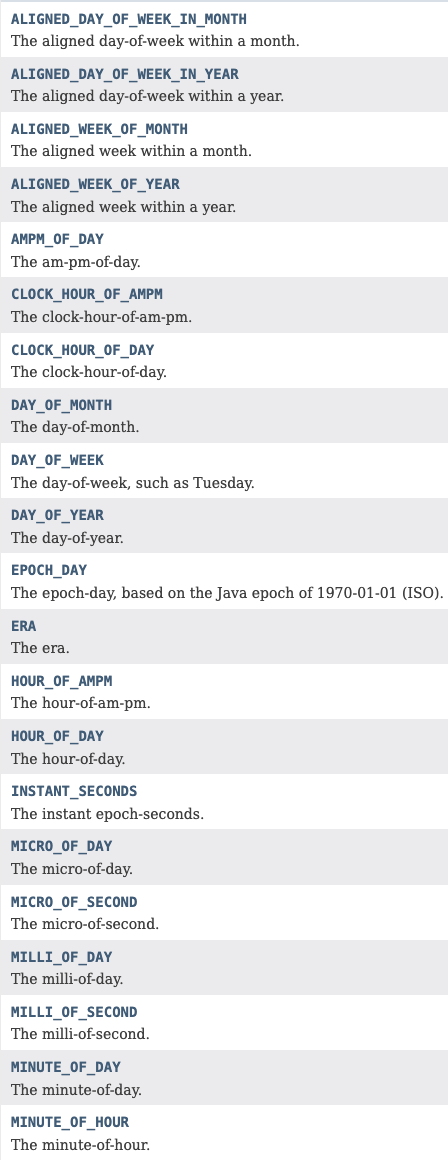 ALIGNED_DAY_OF_WEEK_IN_MONTH
The aligned day-of-week within a month.
ALIGNED_DAY_OF_WEEK_IN_YEAR
The aligned day-of-week within a year.
ALIGNED_WEEK_OF_MONTH
The aligned week within a month.
ALIGNED_WEEK_OF_YEAR
The aligned week within a year.
AMPM_OF_DAY
The am-pm-of-day.
CLOCK_HOUR_OF_AMPM
The clock-hour-of-am-pm.
CLOCK_HOUR_OF_DAY
The clock-hour-of-day.
DAY_OF_MONTH
The day-of-month.
DAY_OF_WEEK
The day-of-week, such as Tuesday.
DAY_OF_YEAR
The day-of-year.
EPOCH_DAY
The epoch-day, based on the Java epoch of 1970-01-01 (ISO).
ERA
The era.
HOUR_OF_AMPM
The hour-of-am-pm.
HOUR_OF_DAY
The hour-of-day.
INSTANT_SECONDS
The instant epoch-seconds.
MICRO_OF_DAY
The micro-of-day.
MICRO_OF_SECOND
The micro-of-second.
MILLI_OF_DAY
The milli-of-day.
MILLI_OF_SECOND
The milli-of-second.
MINUTE_OF_DAY
The minute-of-day.
MINUTE_OF_HOUR
The minute-of-hour.